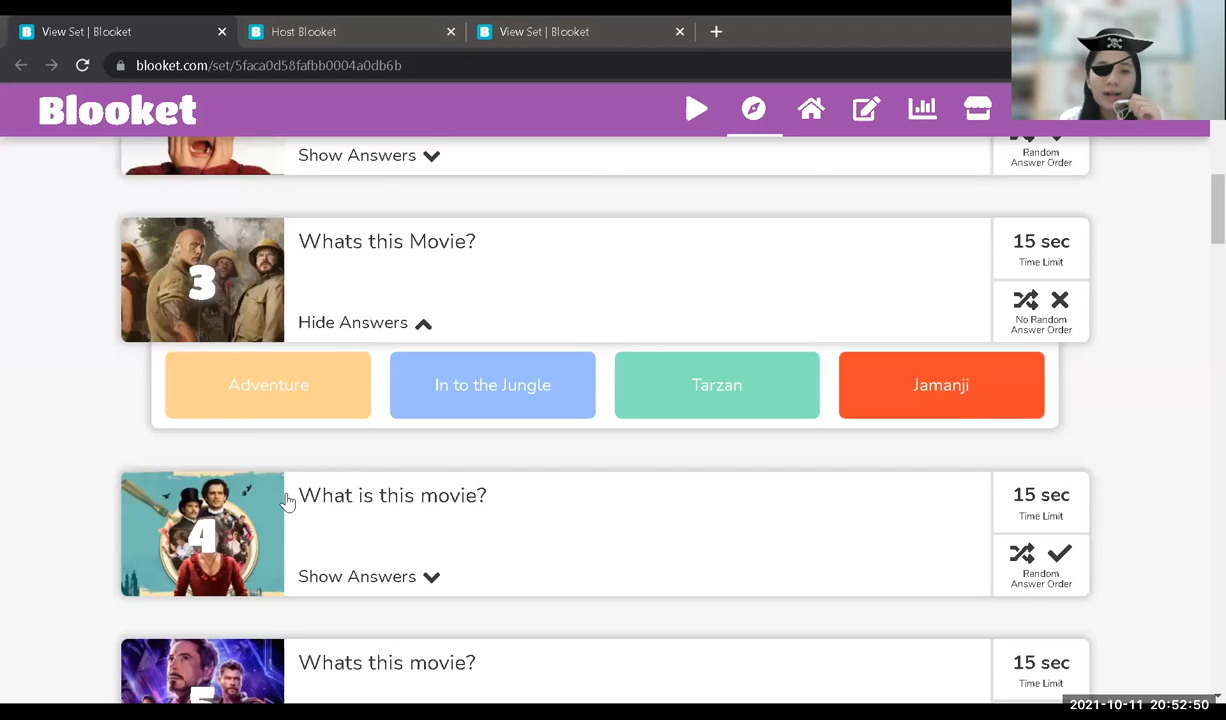 View Set | Blooket
Host Blooket
View Set | Blooket
blooket.com/set/5faca0d58fafbb0004a0db6b
Blooket
Show Answers
Random
Answer Order
3
Whats this Movie?
15 sec
Time Limit
Hide Answers
No Random
Answer Order
Adventure
In to the Jungle
Tarzan
Jamanji
4
What is this movie?
15 sec
Time Limit
Show Answers
Random
Answer Order
5
Whats this movie?
15 sec
Time Limit
2021-10-11 20:52:50